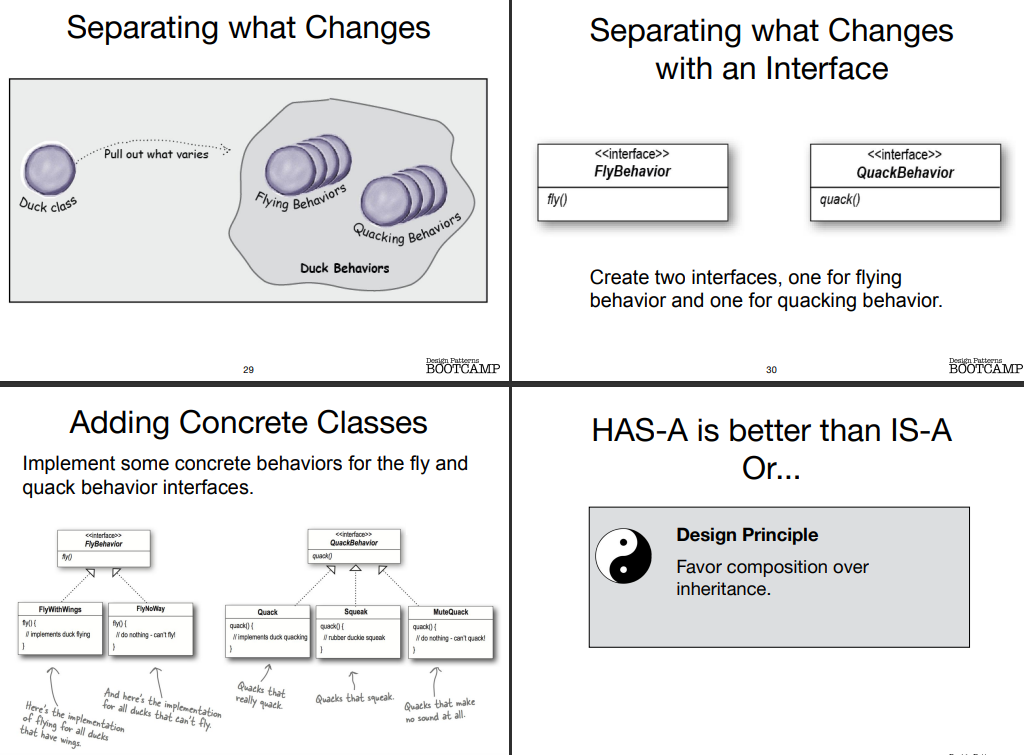 Separating what Changes
Pull out what varies
Duck class
Flying Behaviors
Quacking Behaviors
Duck Behaviors
29
Design Patterns
BOOTCAMP
Separating what Changes
with an Interface
<<interface>>
FlyBehavior
fly()
<<interface>>
QuackBehavior
quack()
Create two interfaces, one for flying
behavior and one for quacking behavior.
30
Design Patterns
BOOTCAMP
Adding Concrete Classes
Implement some concrete behaviors for the fly and
quack behavior interfaces.
<<interface>>
FlyBehavior
fly()
<<interface>>
QuackBehavior
quack()
FlyWithWings
fly() {
// implements duck flying
}
FlyNoWay
fly() {
// do nothing - can't fly!
}
Quack
quack() {
// implements duck quacking
}
Squeak
quack() {
// rubber duckie squeak
}
MuteQuack
quack() {
// do nothing - can't quack!
}
Here's the implementation
of flying for all ducks
that have wings.
And here's the implementation
for all ducks that can't fly.
Quacks that
really quack.
Quacks that squeak.
Quacks that make
no sound at all.
HAS-A is better than IS-A
Or...
Design Principle
Favor composition over
inheritance.